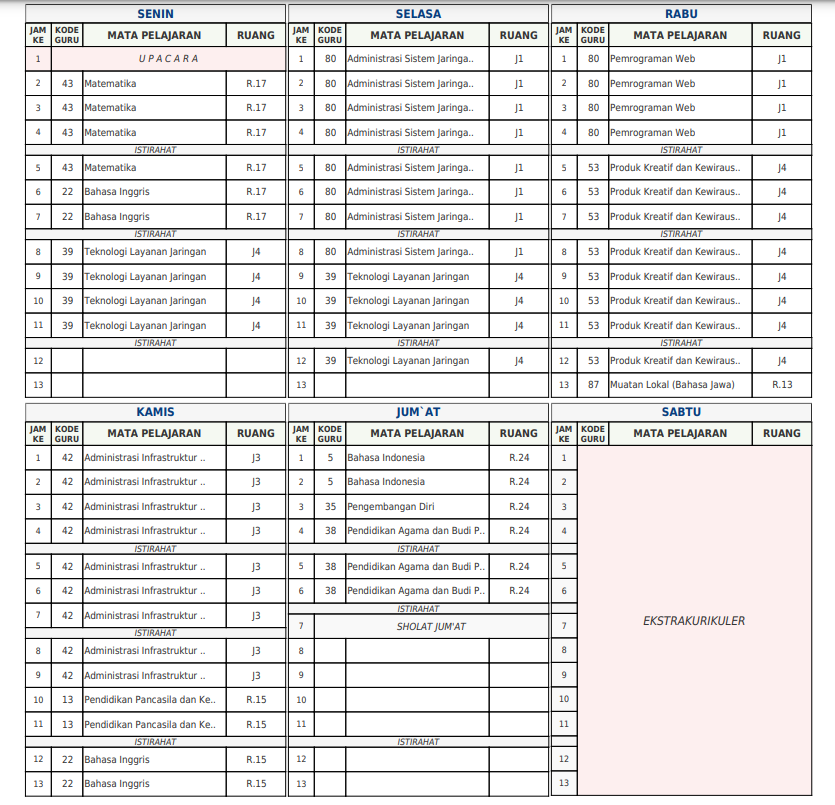 SENIN
JAM KE KODE GURU MATA PELAJARAN RUANG
1 U P A C A R A
2 43 Matematika R.17
3 43 Matematika R.17
4 43 Matematika R.17
ISTIRAHAT
5 43 Matematika R.17
6 22 Bahasa Inggris R.17
7 22 Bahasa Inggris R.17
ISTIRAHAT
8 39 Teknologi Layanan Jaringan J4
9 39 Teknologi Layanan Jaringan J4
10 39 Teknologi Layanan Jaringan J4
11 39 Teknologi Layanan Jaringan J4
ISTIRAHAT
12
13
SELASA
JAM KE KODE GURU MATA PELAJARAN RUANG
1 80 Administrasi Sistem Jaringa.. J1
2 80 Administrasi Sistem Jaringa.. J1
3 80 Administrasi Sistem Jaringa.. J1
4 80 Administrasi Sistem Jaringa.. J1
ISTIRAHAT
5 80 Administrasi Sistem Jaringa.. J1
6 80 Administrasi Sistem Jaringa.. J1
7 80 Administrasi Sistem Jaringa.. J1
ISTIRAHAT
8 80 Administrasi Sistem Jaringa.. J1
9 39 Teknologi Layanan Jaringan J4
10 39 Teknologi Layanan Jaringan J4
11 39 Teknologi Layanan Jaringan J4
ISTIRAHAT
12 39 Teknologi Layanan Jaringan J4
13
RABU
JAM KE KODE GURU MATA PELAJARAN RUANG
1 80 Pemrograman Web J1
2 80 Pemrograman Web J1
3 80 Pemrograman Web J1
4 80 Pemrograman Web J1
ISTIRAHAT
5 53 Produk Kreatif dan Kewiraus.. J4
6 53 Produk Kreatif dan Kewiraus.. J4
7 53 Produk Kreatif dan Kewiraus.. J4
ISTIRAHAT
8 53 Produk Kreatif dan Kewiraus.. J4
9 53 Produk Kreatif dan Kewiraus.. J4
10 53 Produk Kreatif dan Kewiraus.. J4
11 53 Produk Kreatif dan Kewiraus.. J4
ISTIRAHAT
12 53 Produk Kreatif dan Kewiraus.. J4
13 87 Muatan Lokal (Bahasa Jawa) R.13
KAMIS
JAM KE KODE GURU MATA PELAJARAN RUANG
1 42 Administrasi Infrastruktur .. J3
2 42 Administrasi Infrastruktur .. J3
3 42 Administrasi Infrastruktur .. J3
4 42 Administrasi Infrastruktur .. J3
ISTIRAHAT
5 42 Administrasi Infrastruktur .. J3
6 42 Administrasi Infrastruktur .. J3
7 42 Administrasi Infrastruktur .. J3
ISTIRAHAT
8 42 Administrasi Infrastruktur .. J3
9 42 Administrasi Infrastruktur .. J3
10 13 Pendidikan Pancasila dan Ke.. R.15
11 13 Pendidikan Pancasila dan Ke.. R.15
ISTIRAHAT
12 22 Bahasa Inggris R.15
13 22 Bahasa Inggris R.15
JUM`AT
JAM KE KODE GURU MATA PELAJARAN RUANG
1 5 Bahasa Indonesia R.24
2 5 Bahasa Indonesia R.24
3 35 Pengembangan Diri R.24
4 38 Pendidikan Agama dan Budi P.. R.24
ISTIRAHAT
5 38 Pendidikan Agama dan Budi P.. R.24
6 38 Pendidikan Agama dan Budi P.. R.24
ISTIRAHAT
7 SHOLAT JUM'AT
8
9
10
11
ISTIRAHAT
12
13
SABTU
JAM KE KODE GURU MATA PELAJARAN RUANG
1
2
3
4
5
6
7 EKSTRAKURIKULER
8
9
10
11
12
13